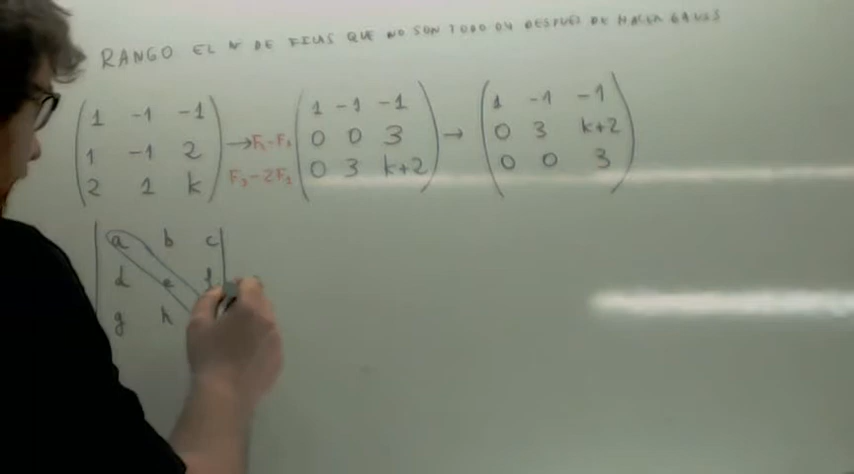 RANGO EL Nº DE FILAS QUE NO SON TODO 0Y DESPUÉS DE HACER GAUSS
1 -1 -1
1 -1 2
2 1 k
→ F₂-F₁
F₃-2F₁
1 -1 -1
0 0 3
0 3 k+2
→
1 -1 -1
0 3 k+2
0 0 3
a b c
d e f
g h